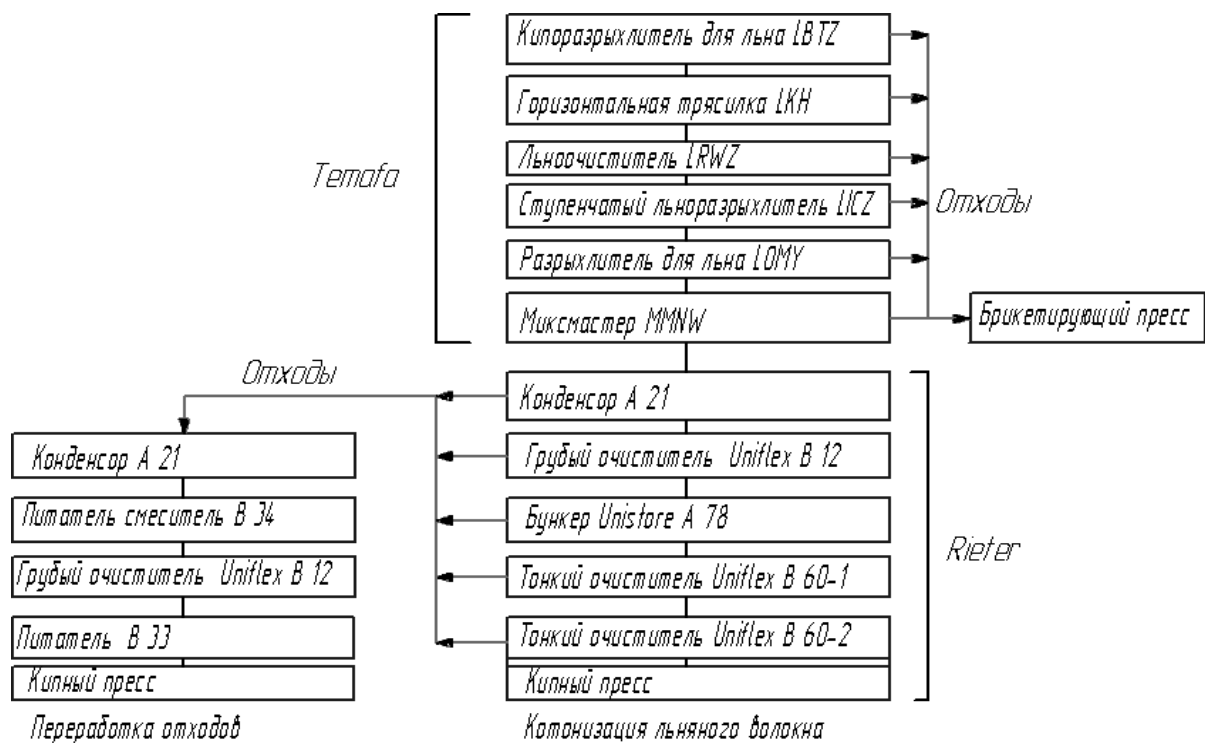 Кипоразрыхлитель для льна LBTZ
Горизонтальная трясилка LKH
Льноочиститель LRWZ
Temafa
Ступенчатый льноразрыхлитель LICZ
Отходы
Разрыхлитель для льна LOMY
Миксмастер MMNW
Брикетирующий пресс
Отходы
Конденсор А 21
Грубый очиститель Uniflex B 12
Бункер Unistore A 78
Rieter
Тонкий очиститель Uniflex B 60-1
Тонкий очиститель Uniflex B 60-2
Кипный пресс
Котонизация льняного волокна
Конденсор А 21
Питатель смеситель В 34
Грубый очиститель Uniflex B 12
Питатель В 33
Кипный пресс
Переработка отходов